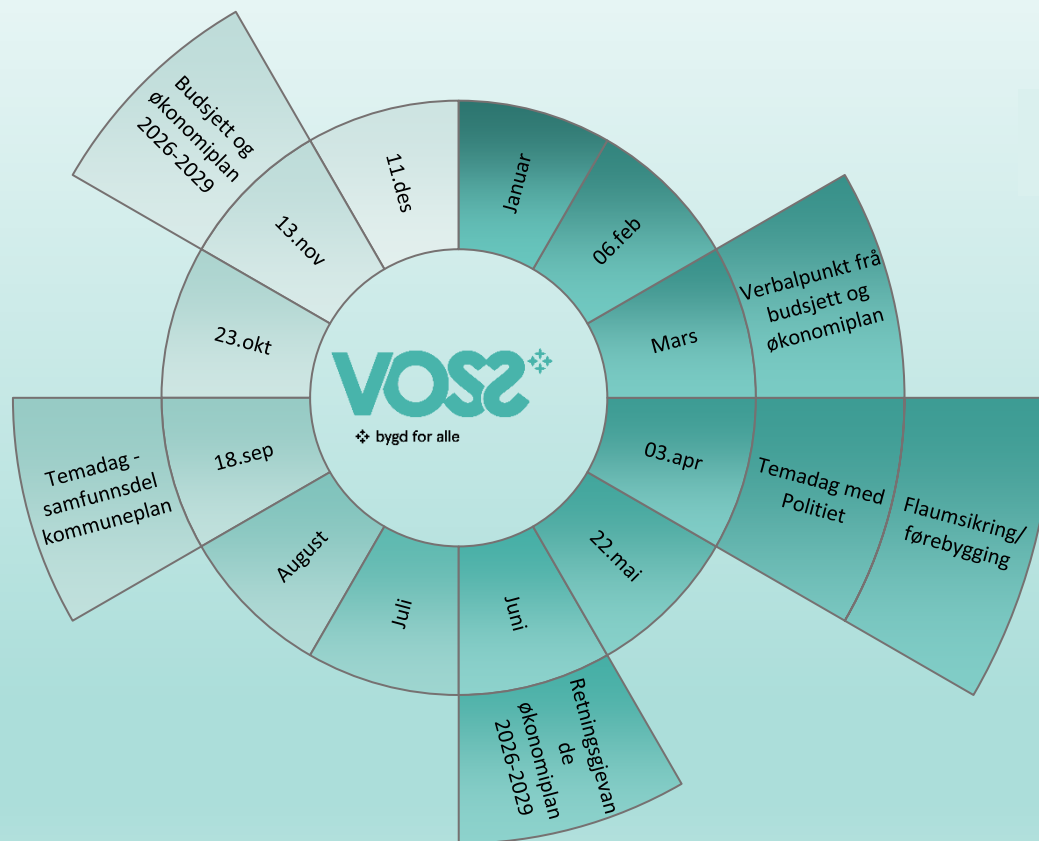 Januar
06.feb
Mars
Verbalpunkt frå
budsjett og
økonomiplan
03.apr
Temadag med
Politiet
Flaumsikring/
førebygging
22.mai
Juni
Retningsgjevan
de
økonomiplan
2026-2029
Juli
August
18.sep
Temadag -
samfunnsdel
kommuneplan
23.okt
13.nov
Budsjett og
økonomiplan
2026-2029
11.des
VOSS
bygd for alle